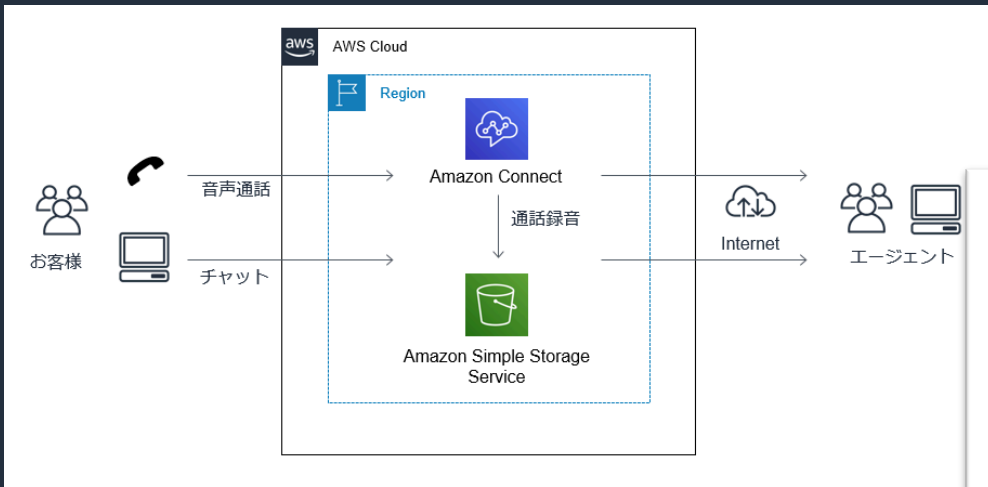 aws
AWS Cloud
Region
Amazon Connect
音声通話
通話録音
Internet
お客様
エージェント
チャット
Amazon Simple Storage
Service